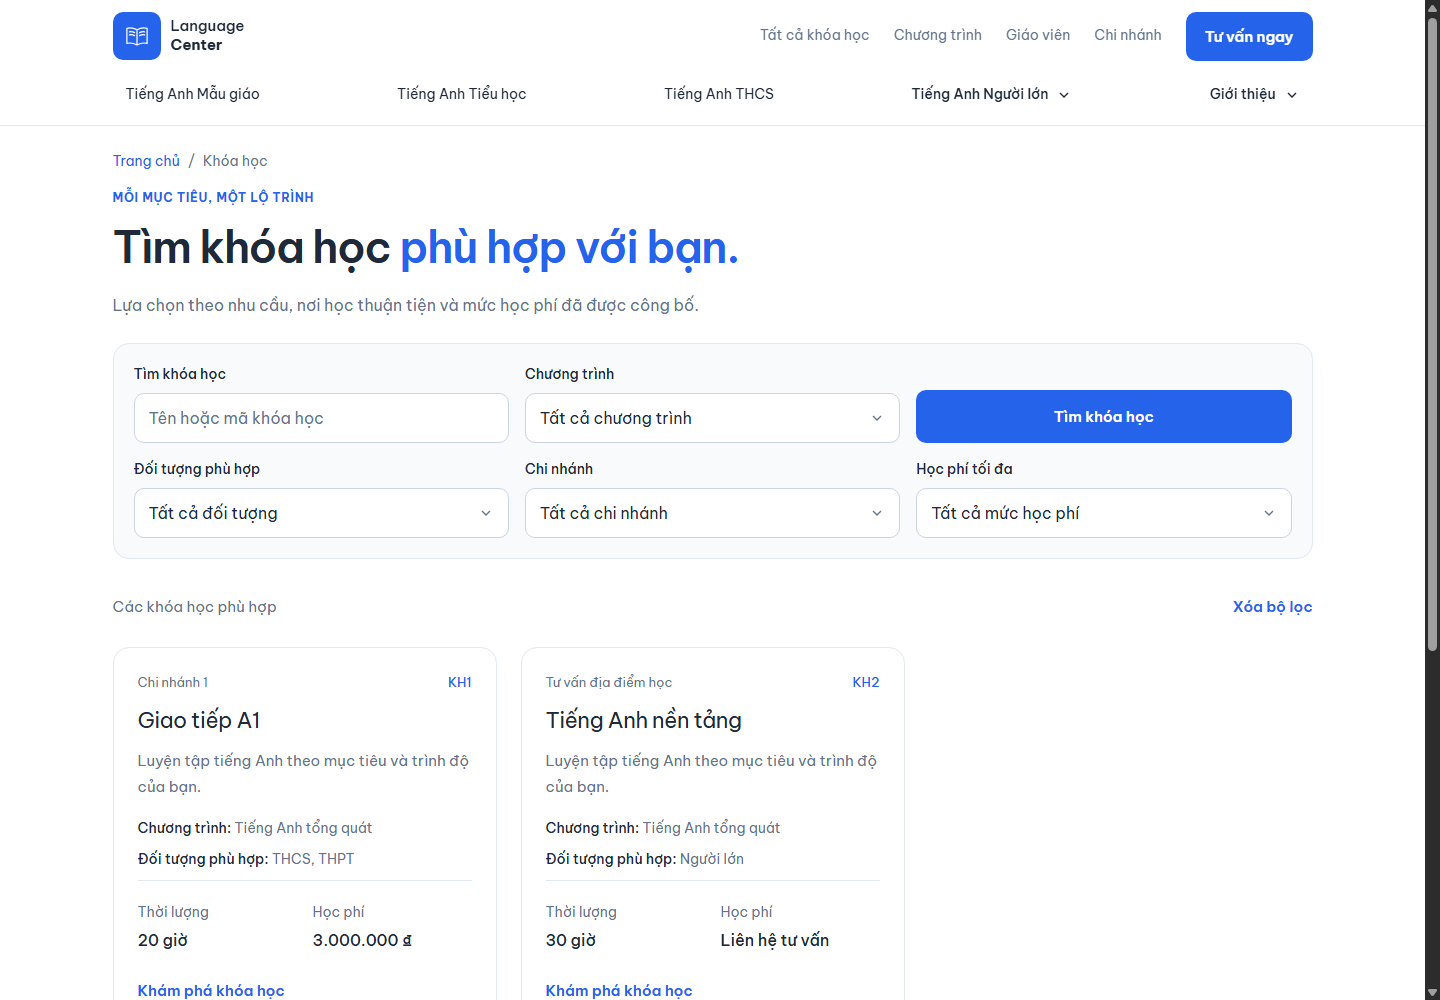 Language
Center
Tất cả khóa học
Chương trình
Giáo viên
Chi nhánh
Tư vấn ngay
Tiếng Anh Mẫu giáo
Tiếng Anh Tiểu học
Tiếng Anh THCS
Tiếng Anh Người lớn
Giới thiệu
Trang chủ / Khóa học
MỖI MỤC TIÊU, MỘT LỘ TRÌNH
Tìm khóa học phù hợp với bạn.
Lựa chọn theo nhu cầu, nơi học thuận tiện và mức học phí đã được công bố.
Tìm khóa học
Tên hoặc mã khóa học
Chương trình
Tất cả chương trình
Tìm khóa học
Đối tượng phù hợp
Tất cả đối tượng
Chi nhánh
Tất cả chi nhánh
Học phí tối đa
Tất cả mức học phí
Các khóa học phù hợp
Xóa bộ lọc
Chi nhánh 1
KH1
Giao tiếp A1
Luyện tập tiếng Anh theo mục tiêu và trình độ
của bạn.
Chương trình: Tiếng Anh tổng quát
Đối tượng phù hợp: THCS, THPT
Thời lượng
20 giờ
Học phí
3.000.000 ₫
Khám phá khóa học
Tư vấn địa điểm học
KH2
Tiếng Anh nền tảng
Luyện tập tiếng Anh theo mục tiêu và trình độ
của bạn.
Chương trình: Tiếng Anh tổng quát
Đối tượng phù hợp: Người lớn
Thời lượng
30 giờ
Học phí
Liên hệ tư vấn
Khám phá khóa học